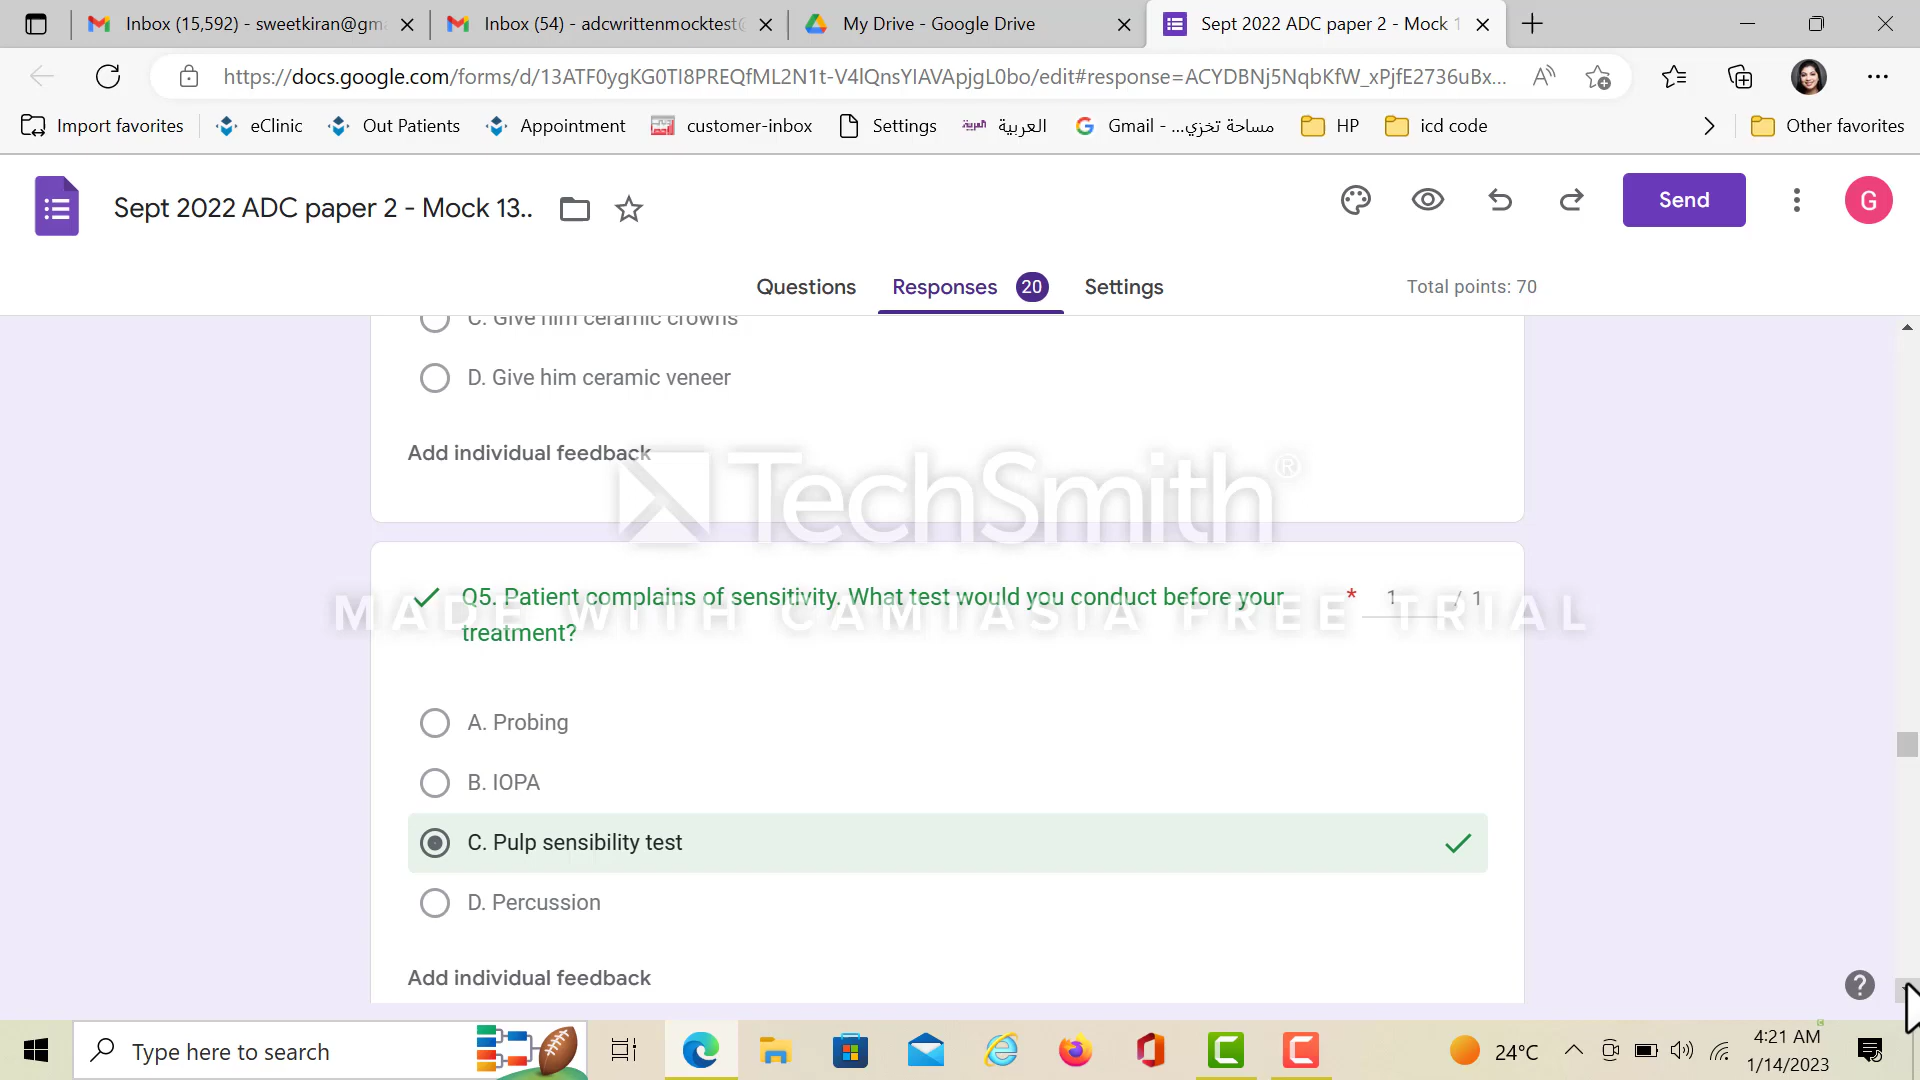 Inbox (15,592) - sweetkiran@gm
Inbox (54) - adcwrittenmocktest@
My Drive - Google Drive
Sept 2022 ADC paper 2 - Mock 1
https://docs.google.com/forms/d/13ATF0ygKG0TI8PREQfML2N1t-V4lQnsYIAVApjgL0bo/edit#response=ACYDBNj5NqbKfW_xPjfE2736uBx...
Import favorites
eClinic
Out Patients
Appointment
customer-inbox
Settings
العربية
Gmail - ...مساحة تخزي
HP
icd code
Other favorites
Sept 2022 ADC paper 2 - Mock 13..
Send
G
Questions
Responses 20
Settings
Total points: 70
C. Give him ceramic crowns
D. Give him ceramic veneer
Add individual feedback
TechSmith®
MADE WITH CAMTASIA FREE TRIAL
Q5. Patient complains of sensitivity. What test would you conduct before your * 1 / 1
treatment?
A. Probing
B. IOPA
C. Pulp sensibility test
D. Percussion
Add individual feedback
Type here to search
24°C
4:21 AM
1/14/2023